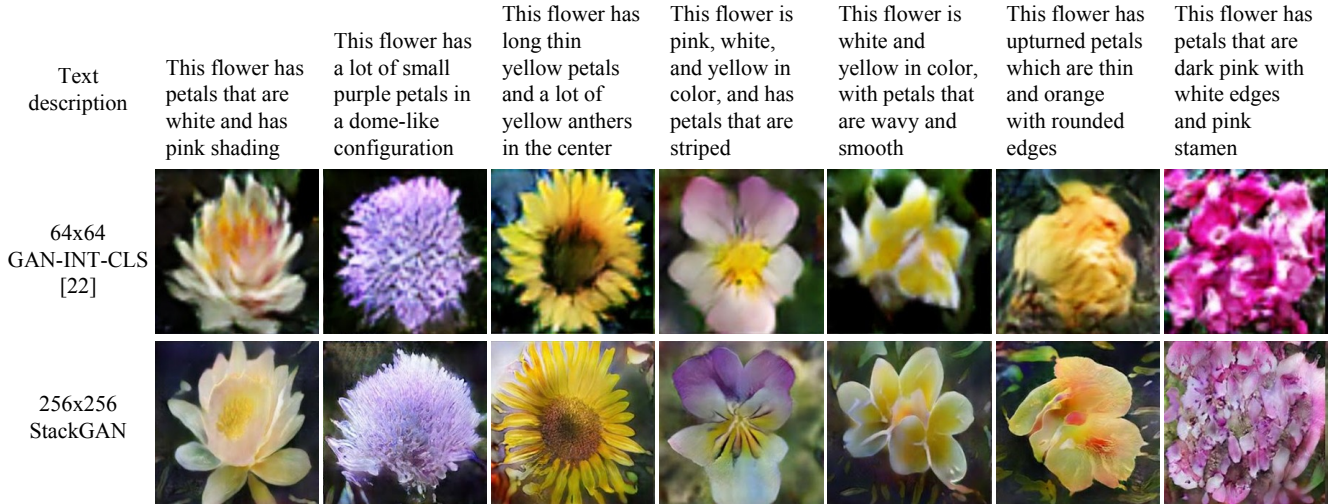 Text
description
This flower has
petals that are
white and has
pink shading
This flower has
a lot of small
purple petals in
a dome-like
configuration
This flower has
long thin
yellow petals
and a lot of
yellow anthers
in the center
This flower is
pink, white,
and yellow in
color, and has
petals that are
striped
This flower is
white and
yellow in color,
with petals that
are wavy and
smooth
This flower has
upturned petals
which are thin
and orange
with rounded
edges
This flower has
petals that are
dark pink with
white edges
and pink
stamen
64x64
GAN-INT-CLS
[22]
256x256
StackGAN